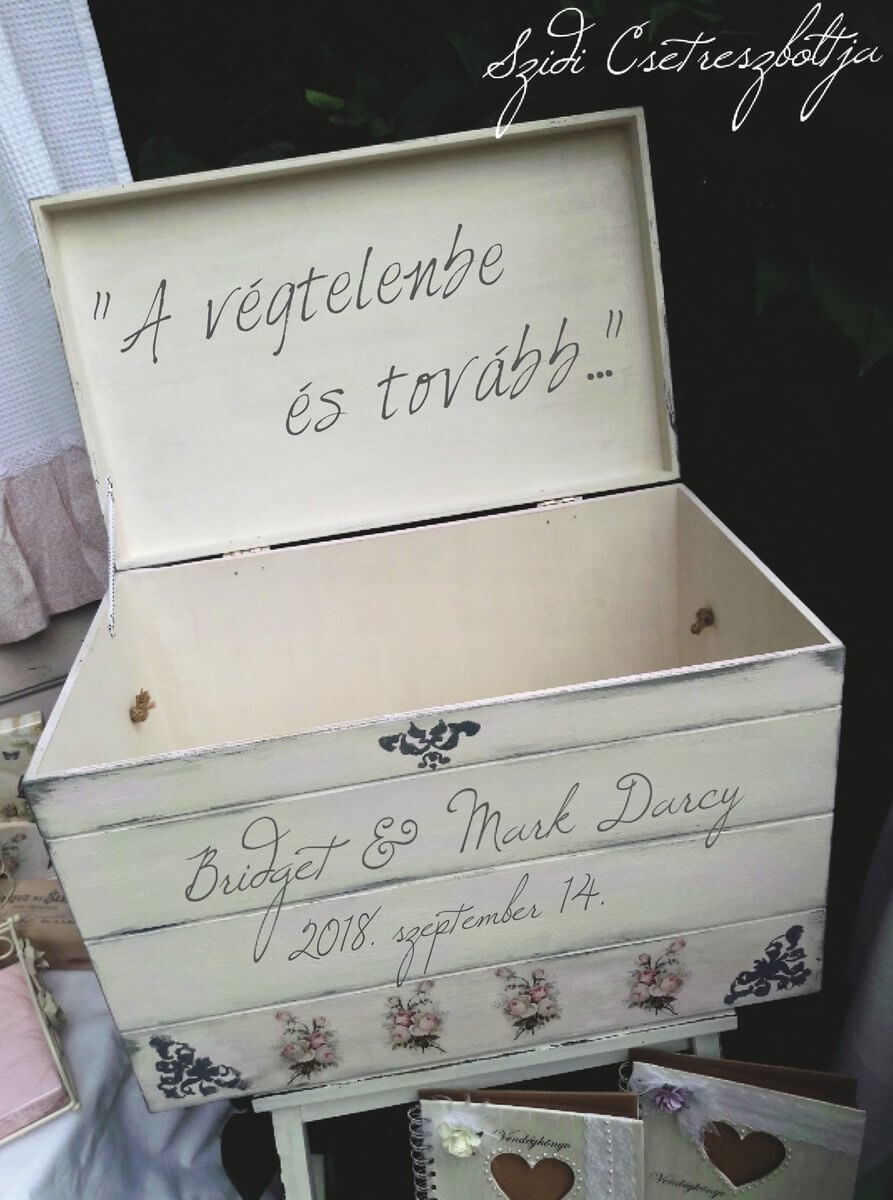 Szidi Csetreszboltja
"A végtelenbe
és tovább..."
Bridget & Mark Darcy
2018. szeptember 14.
Vendégkönyv
Vendégkönyv